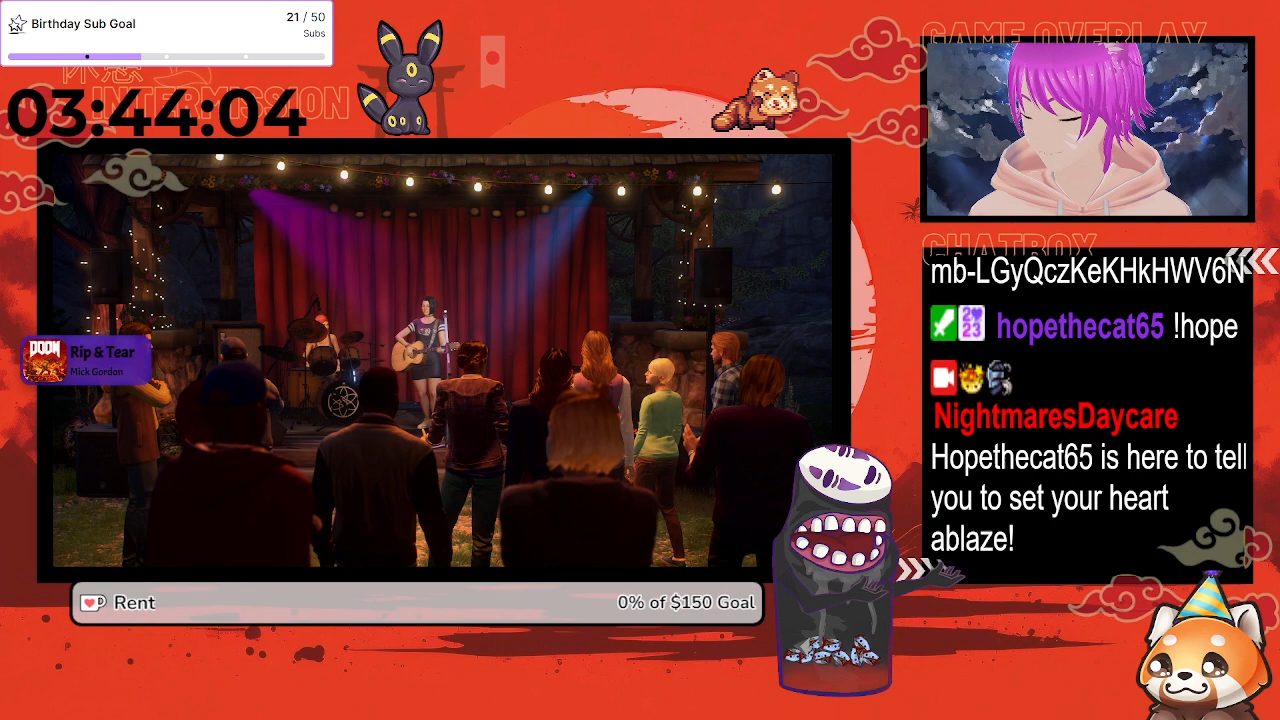 Birthday Sub Goal
21 / 50
Subs
GAME OVERLAY
INTERMISSION
03:44:04
DOOM
Rip & Tear
Mick Gordon
CHATBOX
mb-LGyQczKeKHkHWV6N
2023 hopethecat65 !hope
NightmaresDaycare
Hopethecat65 is here to tell
you to set your heart
ablaze!
Rent
0% of $150 Goal